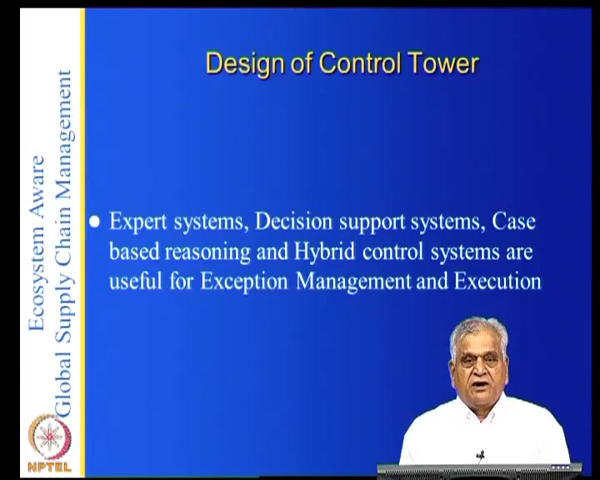 Design of Control Tower
Ecosystem Aware
Global Supply Chain Management
Expert systems, Decision support systems, Case
based reasoning and Hybrid control systems are
useful for Exception Management and Execution
NPTEL